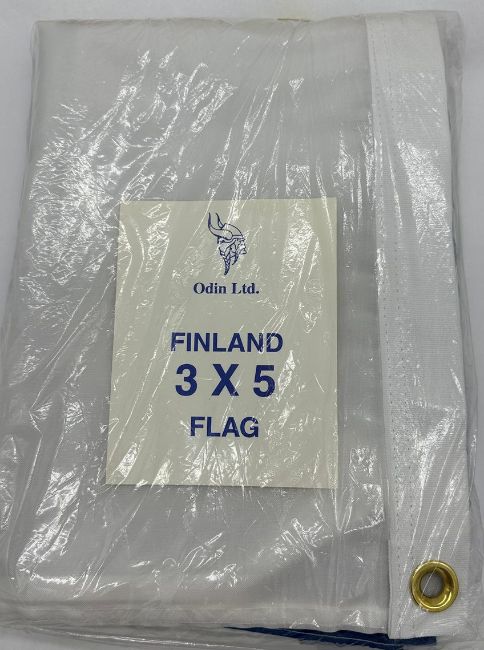 Odin Ltd.
FINLAND
3 X 5
FLAG